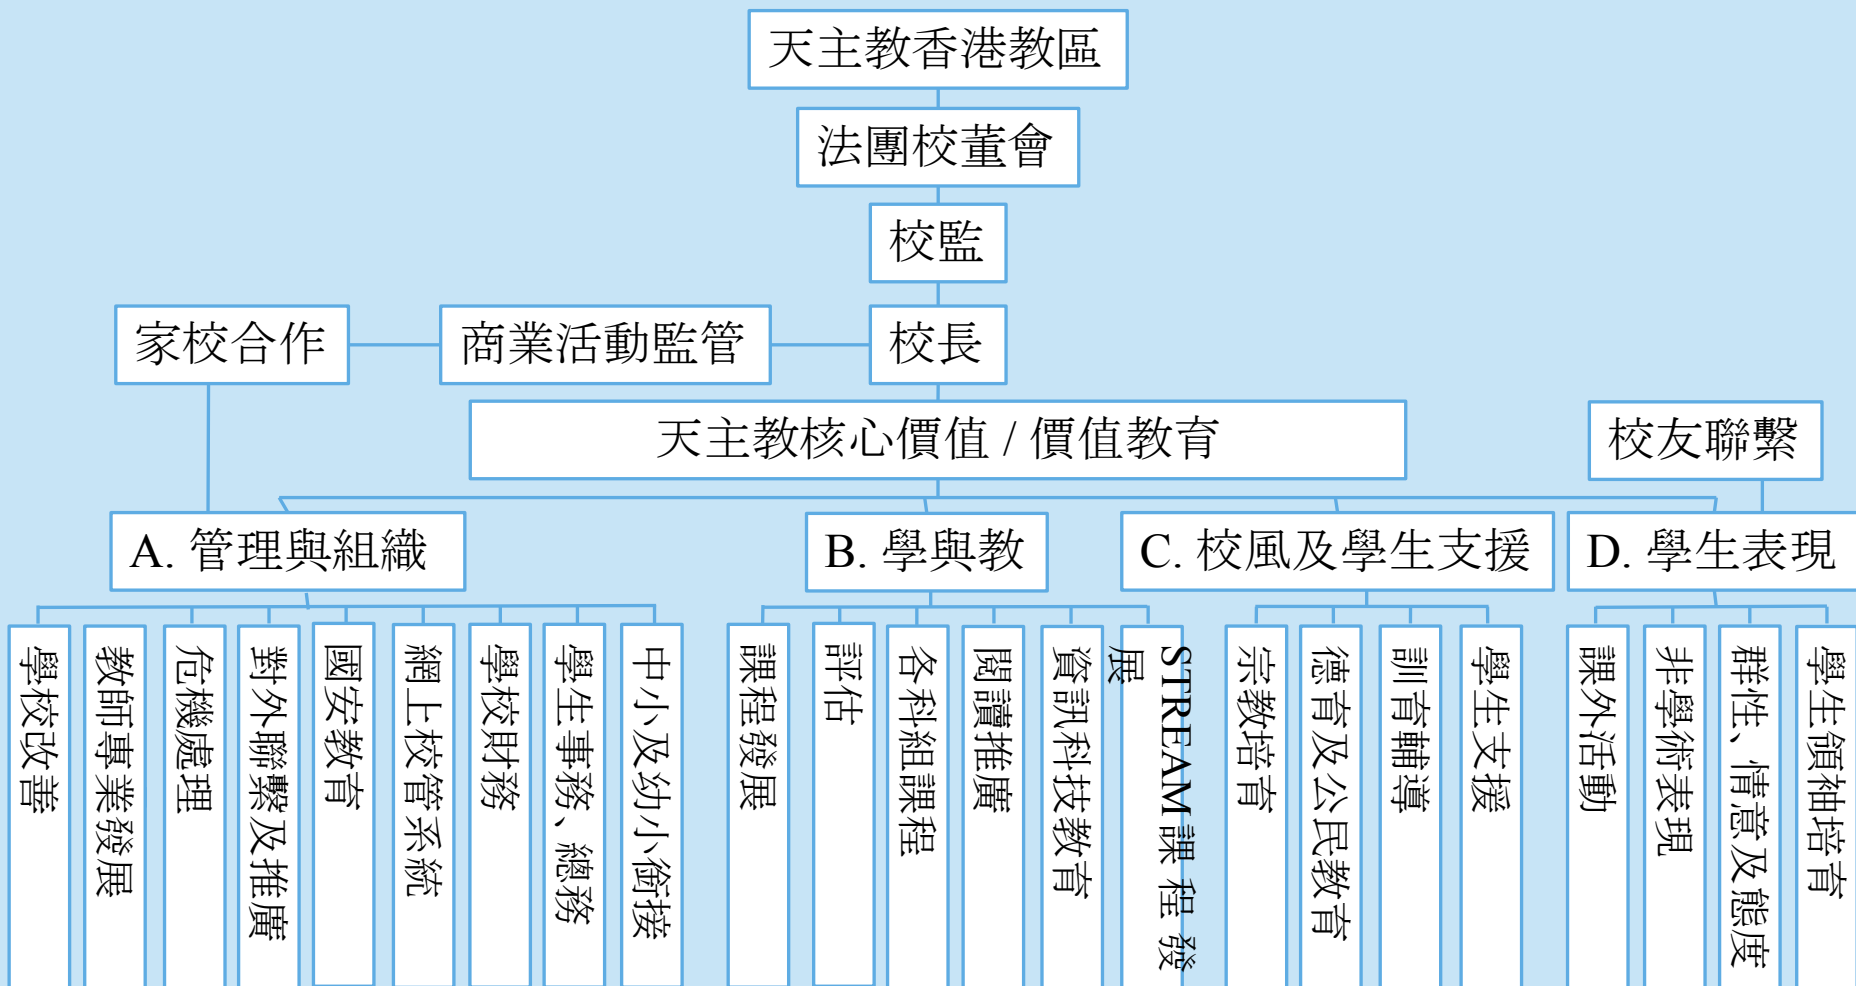 天主教香港教區
法團校董會
校監
家校合作
商業活動監管
校長
天主教核心價值 / 價值教育
校友聯繫
A. 管理與組織
B. 學與教
C. 校風及學生支援
D. 學生表現
學校改善
教師專業發展
危機處理
對外聯繫及推廣
國安教育
網上校管系統
學校財務
學生事務、總務
中小及幼小銜接
課程發展
評估
各科組課程
閱讀推廣
資訊科技教育
STREAM課 程 發
展
宗教培育
德育及公民教育
訓育輔導
學生支援
課外活動
非學術表現
群性、情意及態度
學生領袖培育